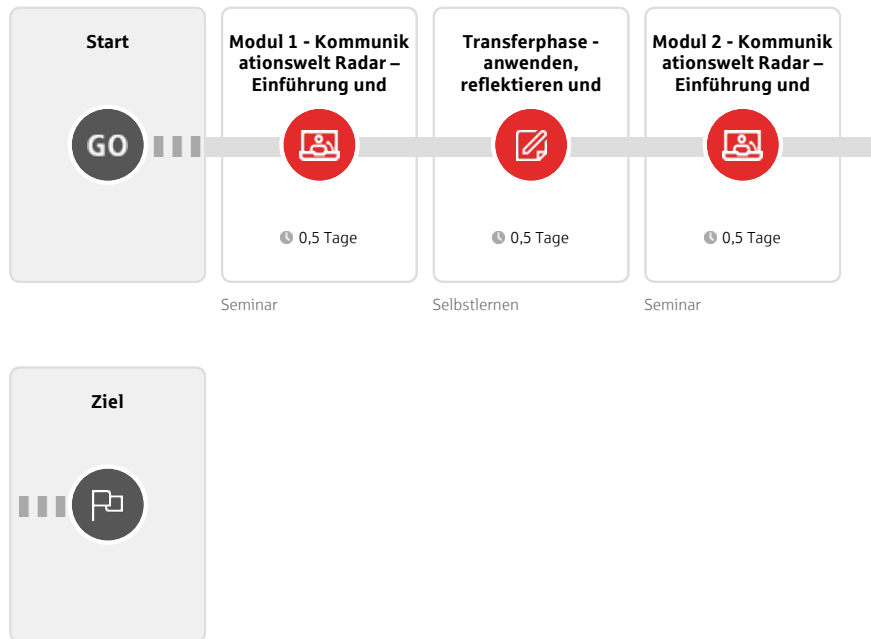 Start
Modul 1 - Kommunik
ationswelt Radar –
Einführung und
Transferphase -
anwenden,
reflektieren und
Modul 2 - Kommunik
ationswelt Radar –
Einführung und
GO
0,5 Tage
0,5 Tage
0,5 Tage
Seminar
Selbstlernen
Seminar
Ziel